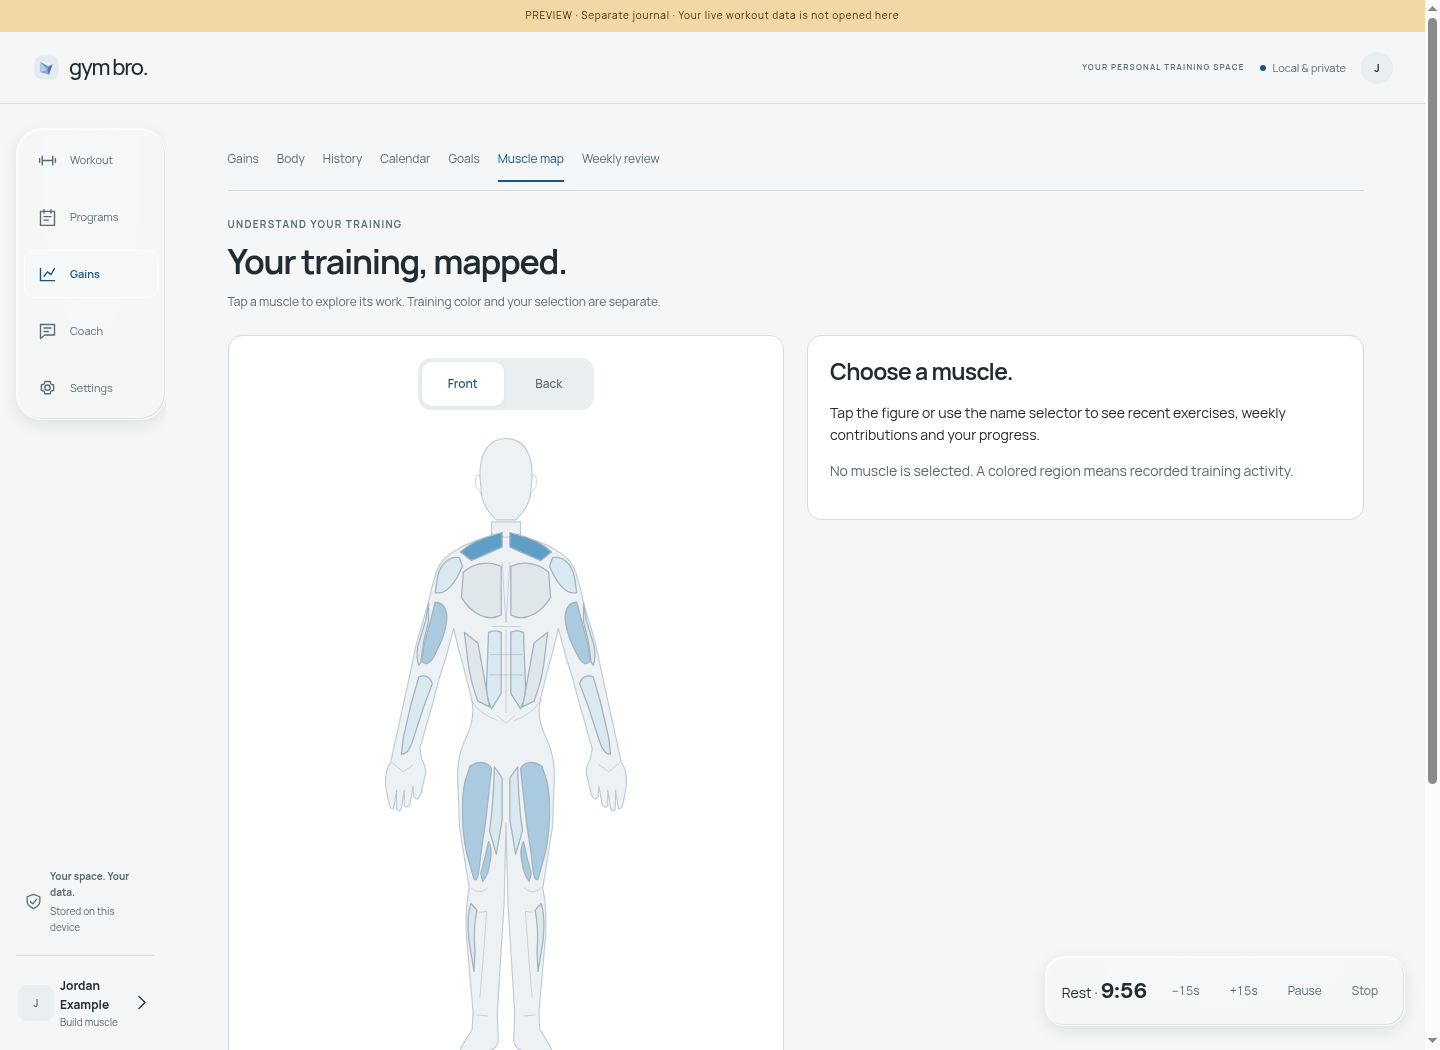 PREVIEW · Separate journal · Your live workout data is not opened here
gym bro.
YOUR PERSONAL TRAINING SPACE
Local & private
J
Workout
Programs
Gains
Coach
Settings
Gains Body History Calendar Goals Muscle map Weekly review
UNDERSTAND YOUR TRAINING
Your training, mapped.
Tap a muscle to explore its work. Training color and your selection are separate.
Front Back
Choose a muscle.
Tap the figure or use the name selector to see recent exercises, weekly
contributions and your progress.
No muscle is selected. A colored region means recorded training activity.
Your space. Your
data.
Stored on this
device
J
Jordan
Example
Build muscle
Rest · 9:56 −15s +15s Pause Stop